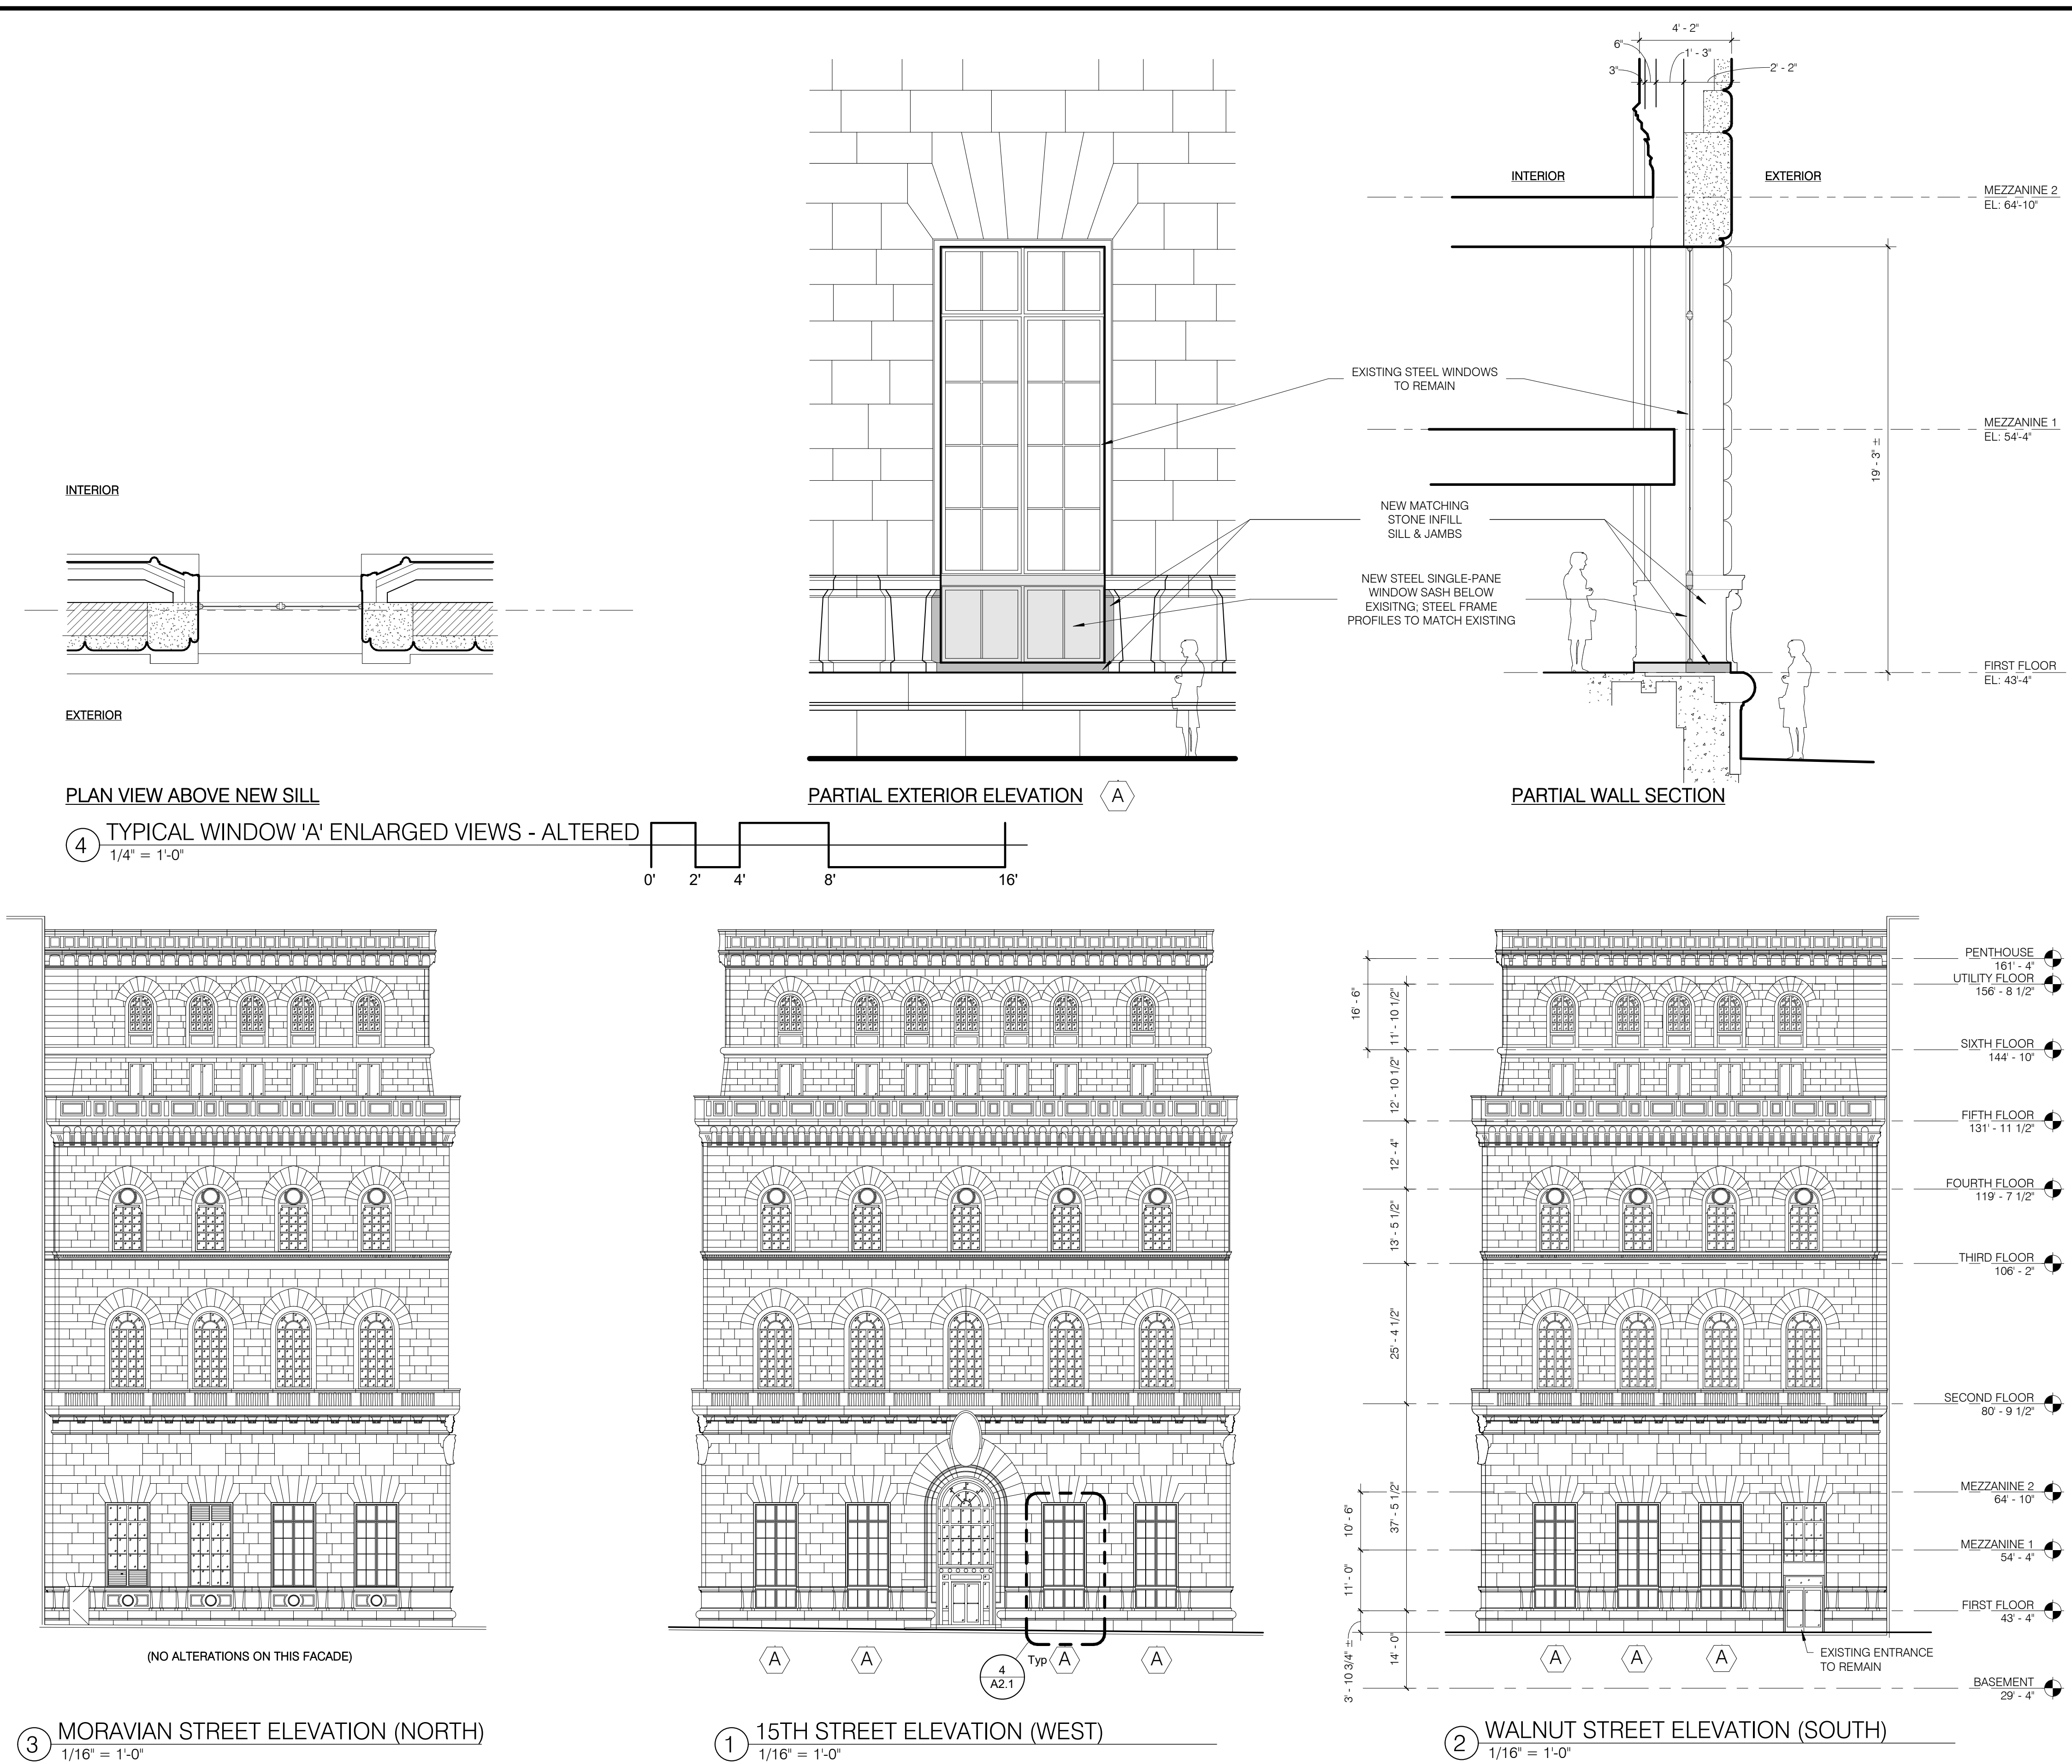 4' - 2"
6"
1' - 3"
3"
2' - 2"
INTERIOR
EXTERIOR
MEZZANINE 2
EL: 64'-10"
EXISTING STEEL WINDOWS
TO REMAIN
MEZZANINE 1
EL: 54'-4"
19' - 3" ±
INTERIOR
NEW MATCHING
STONE INFILL
SILL & JAMBS
NEW STEEL SINGLE-PANE
WINDOW SASH BELOW
EXISITNG; STEEL FRAME
PROFILES TO MATCH EXISTING
FIRST FLOOR
EL: 43'-4"
EXTERIOR
PLAN VIEW ABOVE NEW SILL
PARTIAL EXTERIOR ELEVATION
A
PARTIAL WALL SECTION
4
TYPICAL WINDOW 'A' ENLARGED VIEWS - ALTERED
1/4" = 1'-0"
0' 2' 4' 8' 16'
PENTHOUSE
161' - 4"
UTILITY FLOOR
156' - 8 1/2"
16' - 6"
11' - 10 1/2"
SIXTH FLOOR
144' - 10"
12' - 10 1/2"
FIFTH FLOOR
131' - 11 1/2"
12' - 4"
FOURTH FLOOR
119' - 7 1/2"
13' - 5 1/2"
THIRD FLOOR
106' - 2"
25' - 4 1/2"
SECOND FLOOR
80' - 9 1/2"
37' - 5 1/2"
MEZZANINE 2
64' - 10"
10' - 6"
MEZZANINE 1
54' - 4"
11' - 0"
FIRST FLOOR
43' - 4"
3' - 10 3/4" ±
14' - 0"
BASEMENT
29' - 4"
(NO ALTERATIONS ON THIS FACADE)
A
A
4
A2.1
Typ
A
A
A
A
A
EXISTING ENTRANCE
TO REMAIN
3
MORAVIAN STREET ELEVATION (NORTH)
1/16" = 1'-0"
1
15TH STREET ELEVATION (WEST)
1/16" = 1'-0"
2
WALNUT STREET ELEVATION (SOUTH)
1/16" = 1'-0"